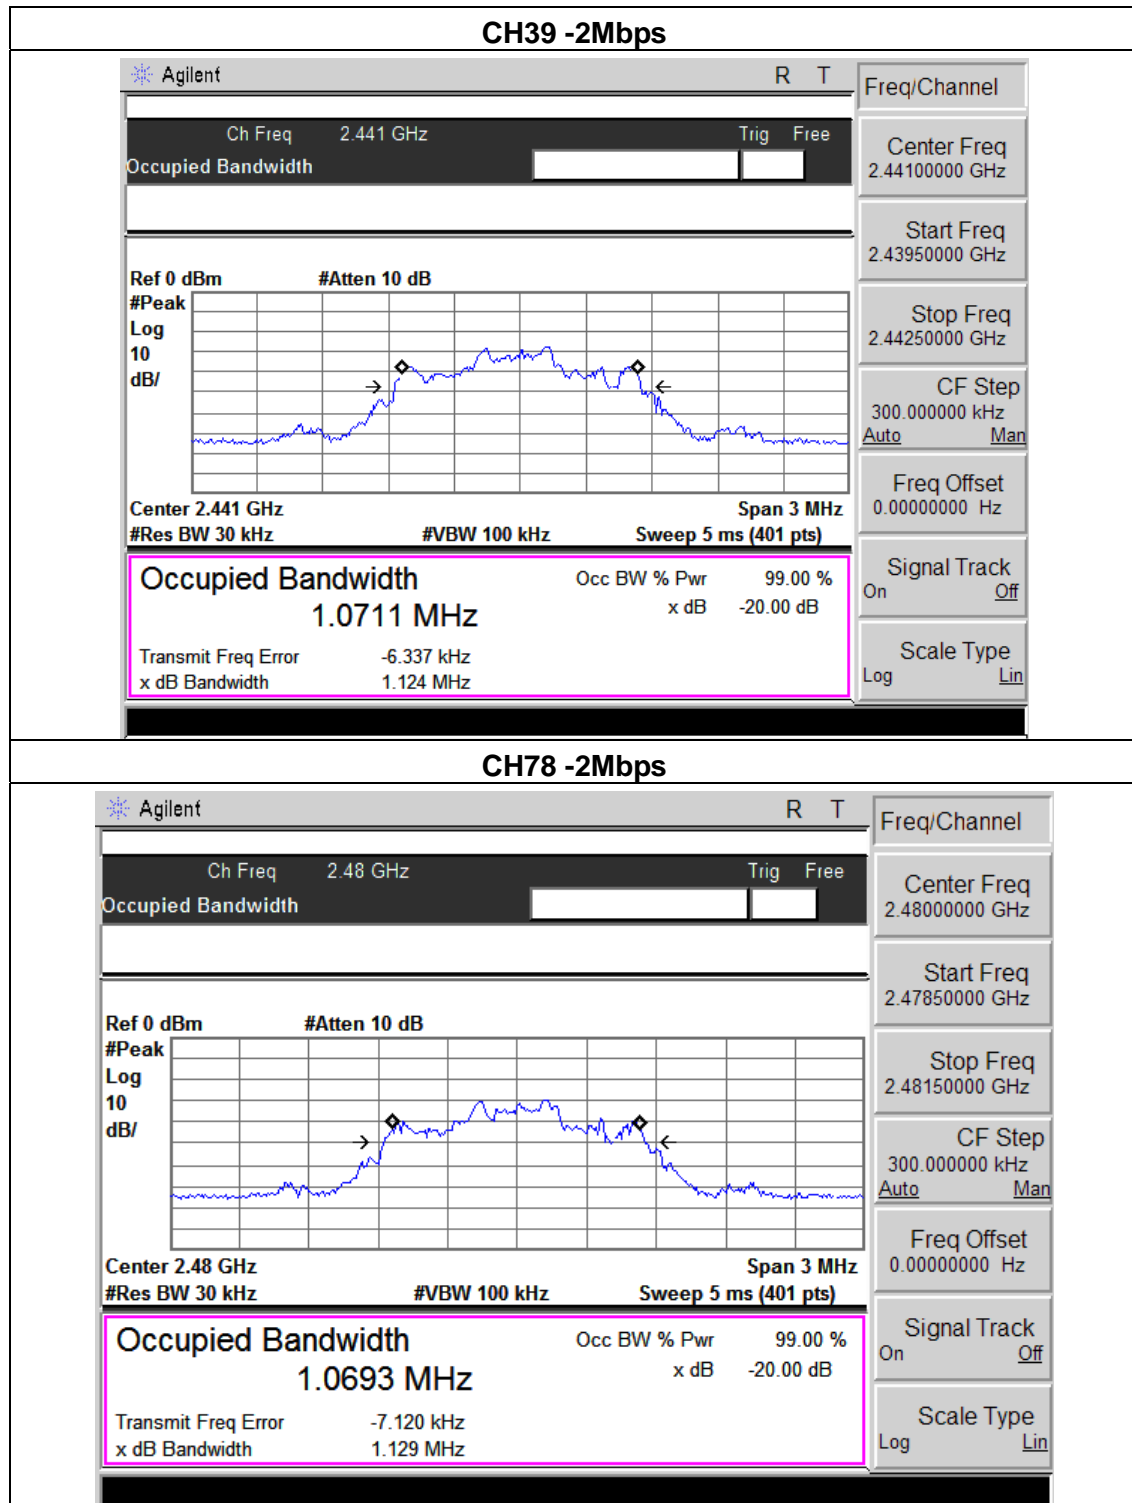 CH39 -2Mbps
Agilent R T
Freq/Channel
Ch Freq 2.441 GHz Trig Free
Occupied Bandwidth
Center Freq
2.44100000 GHz
Start Freq
2.43950000 GHz
Stop Freq
2.44250000 GHz
CF Step
300.000000 kHz
Auto Man
Freq Offset
0.00000000 Hz
Signal Track
On Off
Scale Type
Log Lin
Ref 0 dBm #Atten 10 dB
#Peak
Log
10
dB/
Center 2.441 GHz Span 3 MHz
#Res BW 30 kHz #VBW 100 kHz Sweep 5 ms (401 pts)
Occupied Bandwidth Occ BW % Pwr 99.00 %
1.0711 MHz x dB -20.00 dB
Transmit Freq Error -6.337 kHz
x dB Bandwidth 1.124 MHz
CH78 -2Mbps
Agilent R T
Freq/Channel
Ch Freq 2.48 GHz Trig Free
Occupied Bandwidth
Center Freq
2.48000000 GHz
Start Freq
2.47850000 GHz
Stop Freq
2.48150000 GHz
CF Step
300.000000 kHz
Auto Man
Freq Offset
0.00000000 Hz
Signal Track
On Off
Scale Type
Log Lin
Ref 0 dBm #Atten 10 dB
#Peak
Log
10
dB/
Center 2.48 GHz Span 3 MHz
#Res BW 30 kHz #VBW 100 kHz Sweep 5 ms (401 pts)
Occupied Bandwidth Occ BW % Pwr 99.00 %
1.0693 MHz x dB -20.00 dB
Transmit Freq Error -7.120 kHz
x dB Bandwidth 1.129 MHz